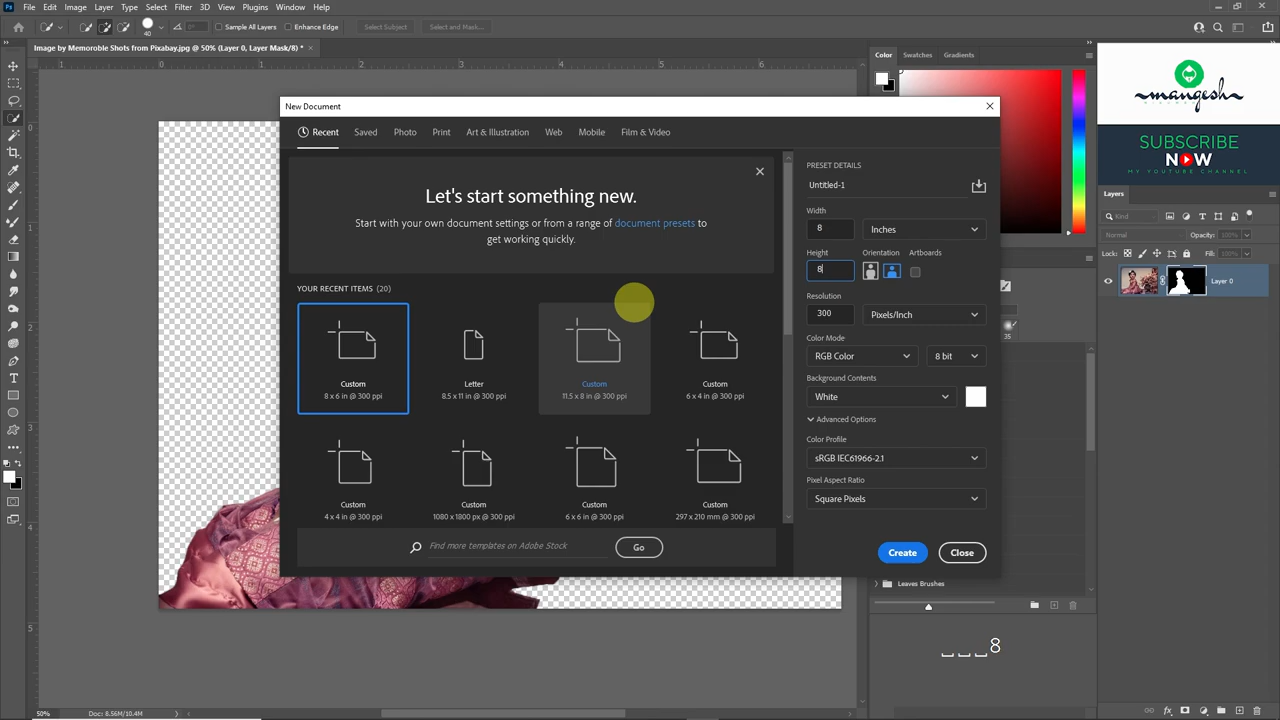 File Edit Image Layer Type Select Filter 3D View Plugins Window Help
40
Sample All Layers Enhance Edge Select Subject Select and Mask...
Image by Memoroble Shots from Pixabay.jpg @ 50% (Layer 0, Layer Mask/8) *
Color Swatches Gradients
mangesh
SUBSCRIBE
NOW
MY YOUTUBE CHANNEL
New Document
Recent Saved Photo Print Art & Illustration Web Mobile Film & Video
Let's start something new.
Start with your own document settings or from a range of document presets to
get working quickly.
YOUR RECENT ITEMS (20)
Custom
8 x 6 in @ 300 ppi
Letter
8.5 x 11 in @ 300 ppi
Custom
11.5 x 8 in @ 300 ppi
Custom
6 x 4 in @ 300 ppi
Custom
4 x 4 in @ 300 ppi
Custom
1080 x 1800 px @ 300 ppi
Custom
6 x 6 in @ 300 ppi
Custom
297 x 210 mm @ 300 ppi
Find more templates on Adobe Stock
Go
PRESET DETAILS
Untitled-1
Width
8 Inches
Height Orientation Artboards
8
Resolution
300 Pixels/Inch
Color Mode
RGB Color 8 bit
Background Contents
White
Advanced Options
Color Profile
sRGB IEC61966-2.1
Pixel Aspect Ratio
Square Pixels
Create Close
Layers
Kind
Normal Opacity: 100%
Lock: Fill: 100%
Layer 0
35
Leaves Brushes
8
50% Doc: 8.56M/10.4M